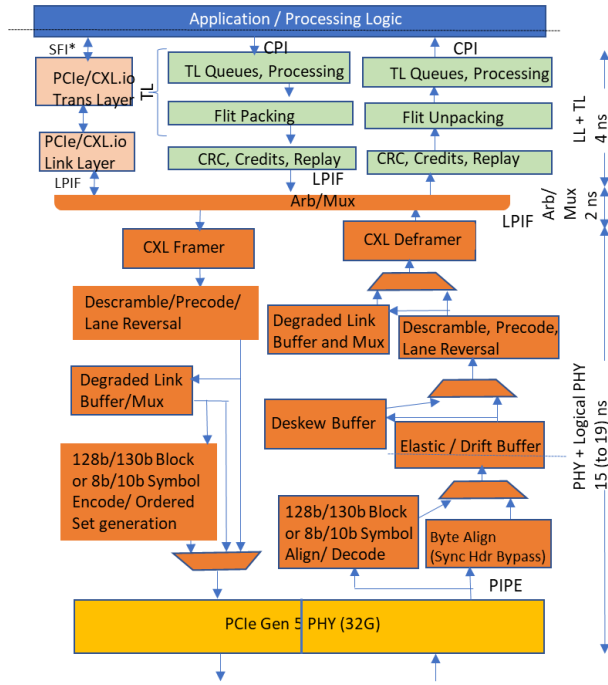 Application / Processing Logic
SFI*
CPI
CPI
PCIe/CXL.io
Trans Layer
TL
TL Queues, Processing
TL Queues, Processing
Flit Packing
Flit Unpacking
LL + TL
4 ns
PCIe/CXL.io
Link Layer
CRC, Credits, Replay
CRC, Credits, Replay
LPIF
LPIF
Arb/Mux
LPIF
Arb/
Mux
2 ns
CXL Framer
CXL Deframer
Descramble/Precode/
Lane Reversal
Degraded Link
Buffer and Mux
Descramble, Precode,
Lane Reversal
Degraded Link
Buffer/Mux
Deskew Buffer
Elastic / Drift Buffer
PHY + Logical PHY
15 (to 19) ns
128b/130b Block
or 8b/10b Symbol
Encode/ Ordered
Set generation
128b/130b Block
or 8b/10b Symbol
Align/ Decode
Byte Align
(Sync Hdr Bypass)
PIPE
PCIe Gen 5 PHY (32G)